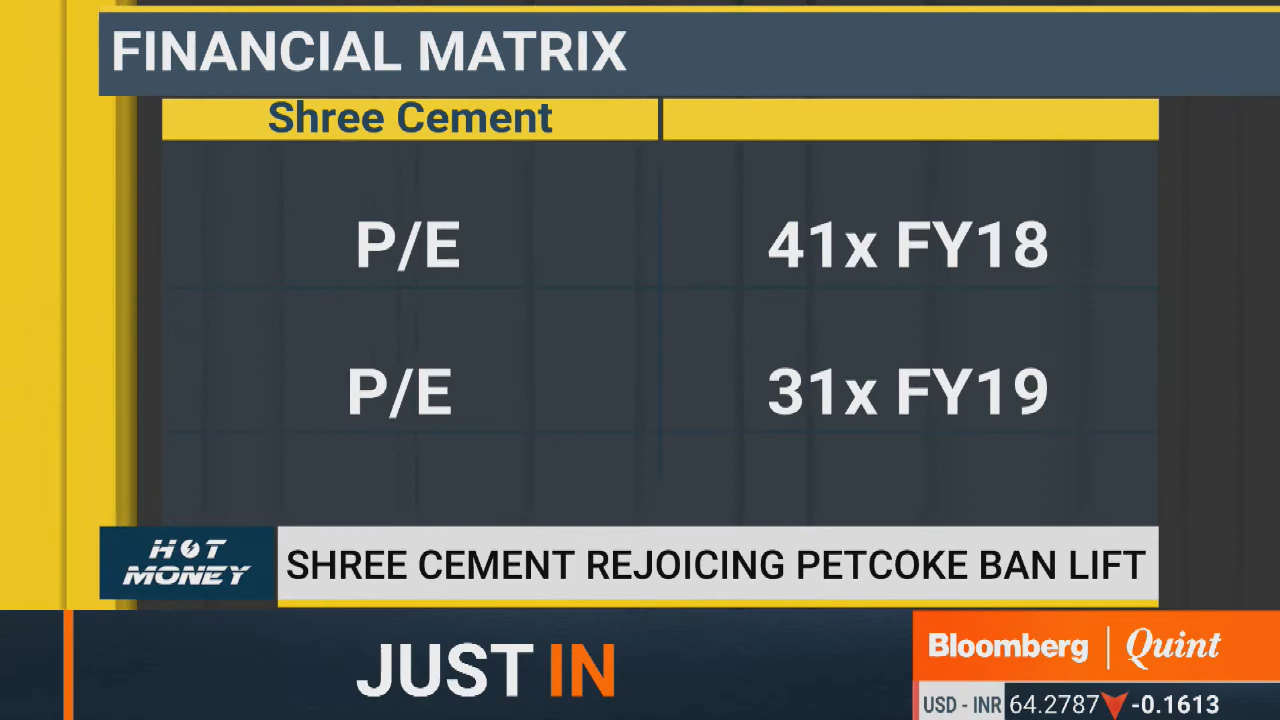 FINANCIAL MATRIX
Shree Cement
P/E 41x FY18
P/E 31x FY19
HOT MONEY
SHREE CEMENT REJOICING PETCOKE BAN LIFT
JUST IN
Bloomberg | Quint
USD - INR 64.2787 -0.1613